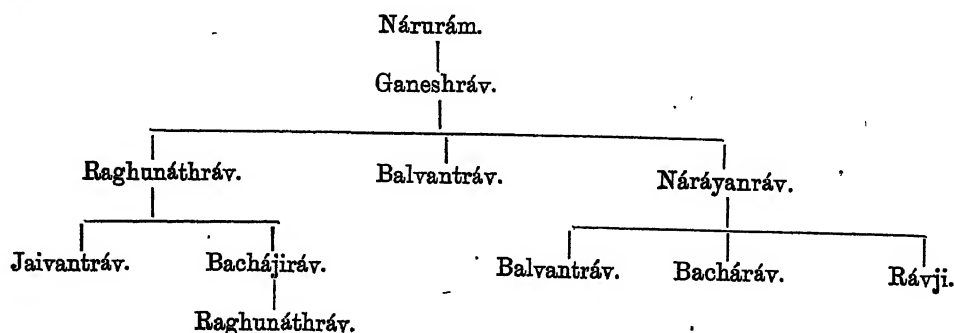 Nárurám.
Ganeshráv.
Raghunáthráv. Balvantráv. Náráyanráv.
Jaivantráv. Bachájiráv. Balvantráv. Bacháráv. Rávji.
Raghunáthráv.